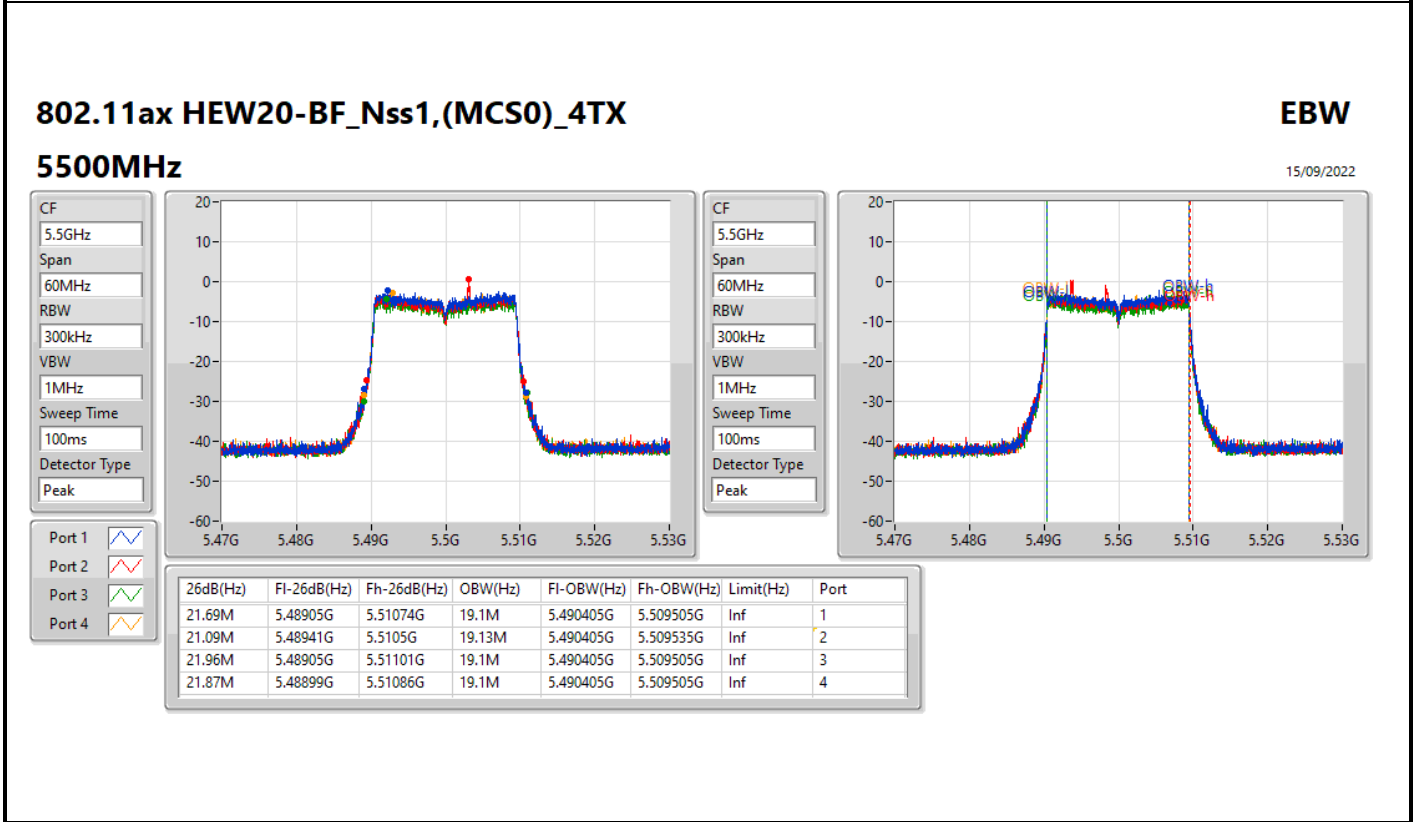 802.11ax HEW20-BF_Nss1,(MCS0)_4TX
EBW
5500MHz
15/09/2022
CF
5.5GHz
Span
60MHz
RBW
300kHz
VBW
1MHz
Sweep Time
100ms
Detector Type
Peak
20
10
0
-10
-20
-30
-40
-50
-60
5.47G 5.48G 5.49G 5.5G 5.51G 5.52G 5.53G
CF
5.5GHz
Span
60MHz
RBW
300kHz
VBW
1MHz
Sweep Time
100ms
Detector Type
Peak
20
10
0
-10
-20
-30
-40
-50
-60
OBW-h
5.47G 5.48G 5.49G 5.5G 5.51G 5.52G 5.53G
Port 1
Port 2
Port 3
Port 4
26dB(Hz) Fl-26dB(Hz) Fh-26dB(Hz) OBW(Hz) Fl-OBW(Hz) Fh-OBW(Hz) Limit(Hz) Port
21.69M 5.48905G 5.51074G 19.1M 5.490405G 5.509505G Inf 1
21.09M 5.48941G 5.5105G 19.13M 5.490405G 5.509535G Inf 2
21.96M 5.48905G 5.51101G 19.1M 5.490405G 5.509505G Inf 3
21.87M 5.48899G 5.51086G 19.1M 5.490405G 5.509505G Inf 4